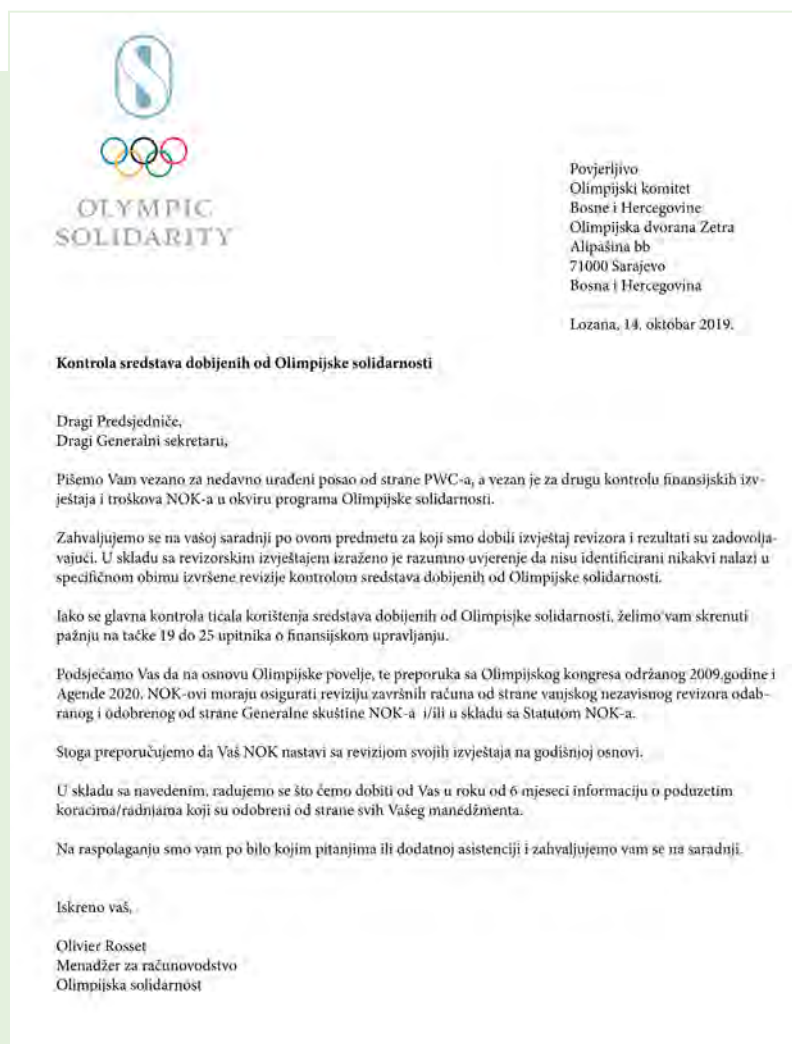 OLYMPIC
SOLIDARITY
Povjerljivo
Olimpijski komitet
Bosne i Hercegovine
Olimpijska dvorana Zetra
Alipašina bb
71000 Sarajevo
Bosna i Hercegovina
Lozana, 14. oktobar 2019.
Kontrola sredstava dobijenih od Olimpijske solidarnosti
Dragi Predsjedniče,
Dragi Generalni sekretaru,
Pišemo Vam vezano za nedavno urađeni posao od strane PWC-a, a vezan je za drugu kontrolu finansijskih izv-
ještaja i troškova NOK-a u okviru programa Olimpijske solidarnosti.
Zahvaljujemo se na vašoj saradnji po ovom predmetu za koji smo dobili izvještaj revizora i rezultati su zadovolja-
vajući. U skladu sa revizorskim izvještajem izraženo je razumno uvjerenje da nisu identificirani nikakvi nalazi u
specifičnom obimu izvršene revizije kontrolom sredstava dobijenih od Olimpijske solidarnosti.
Iako se glavna kontrola ticala korištenja sredstava dobijenih od Olimpisjke solidarnosti, želimo vam skrenuti
pažnju na tačke 19 do 25 upitnika o finansijskom upravljanju.
Podsjećamo Vas da na osnovu Olimpijske povelje, te preporuka sa Olimpijskog kongresa održanog 2009.godine i
Agende 2020, NOK-ovi moraju osigurati reviziju završnih računa od strane vanjskog nezavisnog revizora odab-
ranog i odobrenog od strane Generalne skuštine NOK-a i/ili u skladu sa Statutom NOK-a.
Stoga preporučujemo da Vaš NOK nastavi sa revizijom svojih izvještaja na godišnjoj osnovi.
U skladu sa navedenim, radujemo se što ćemo dobiti od Vas u roku od 6 mjeseci informaciju o poduzetim
koracima/radnjama koji su odobreni od strane svih Vašeg manedžmenta.
Na raspolaganju smo vam po bilo kojim pitanjima ili dodatnoj asistenciji i zahvaljujemo vam se na saradnji.
Iskreno vaš,
Olivier Rosset
Menadžer za računovodstvo
Olimpijska solidarnost